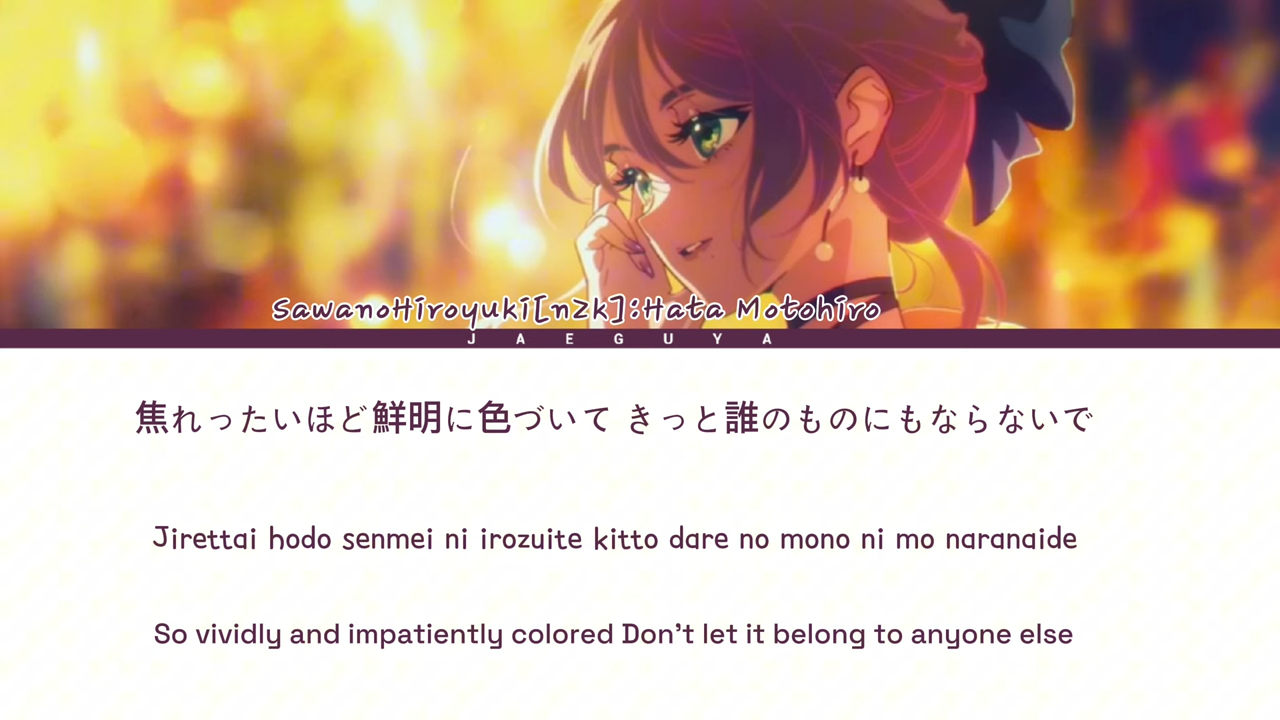 SawanoHiroyuki[nZk]:Hata Motohiro
JAEGUYA
焦れったいほど鮮明に色づいて きっと誰のものにもならないで
Jirettai hodo senmei ni irozuite kitto dare no mono ni mo naranaide
So vividly and impatiently colored Don't let it belong to anyone else